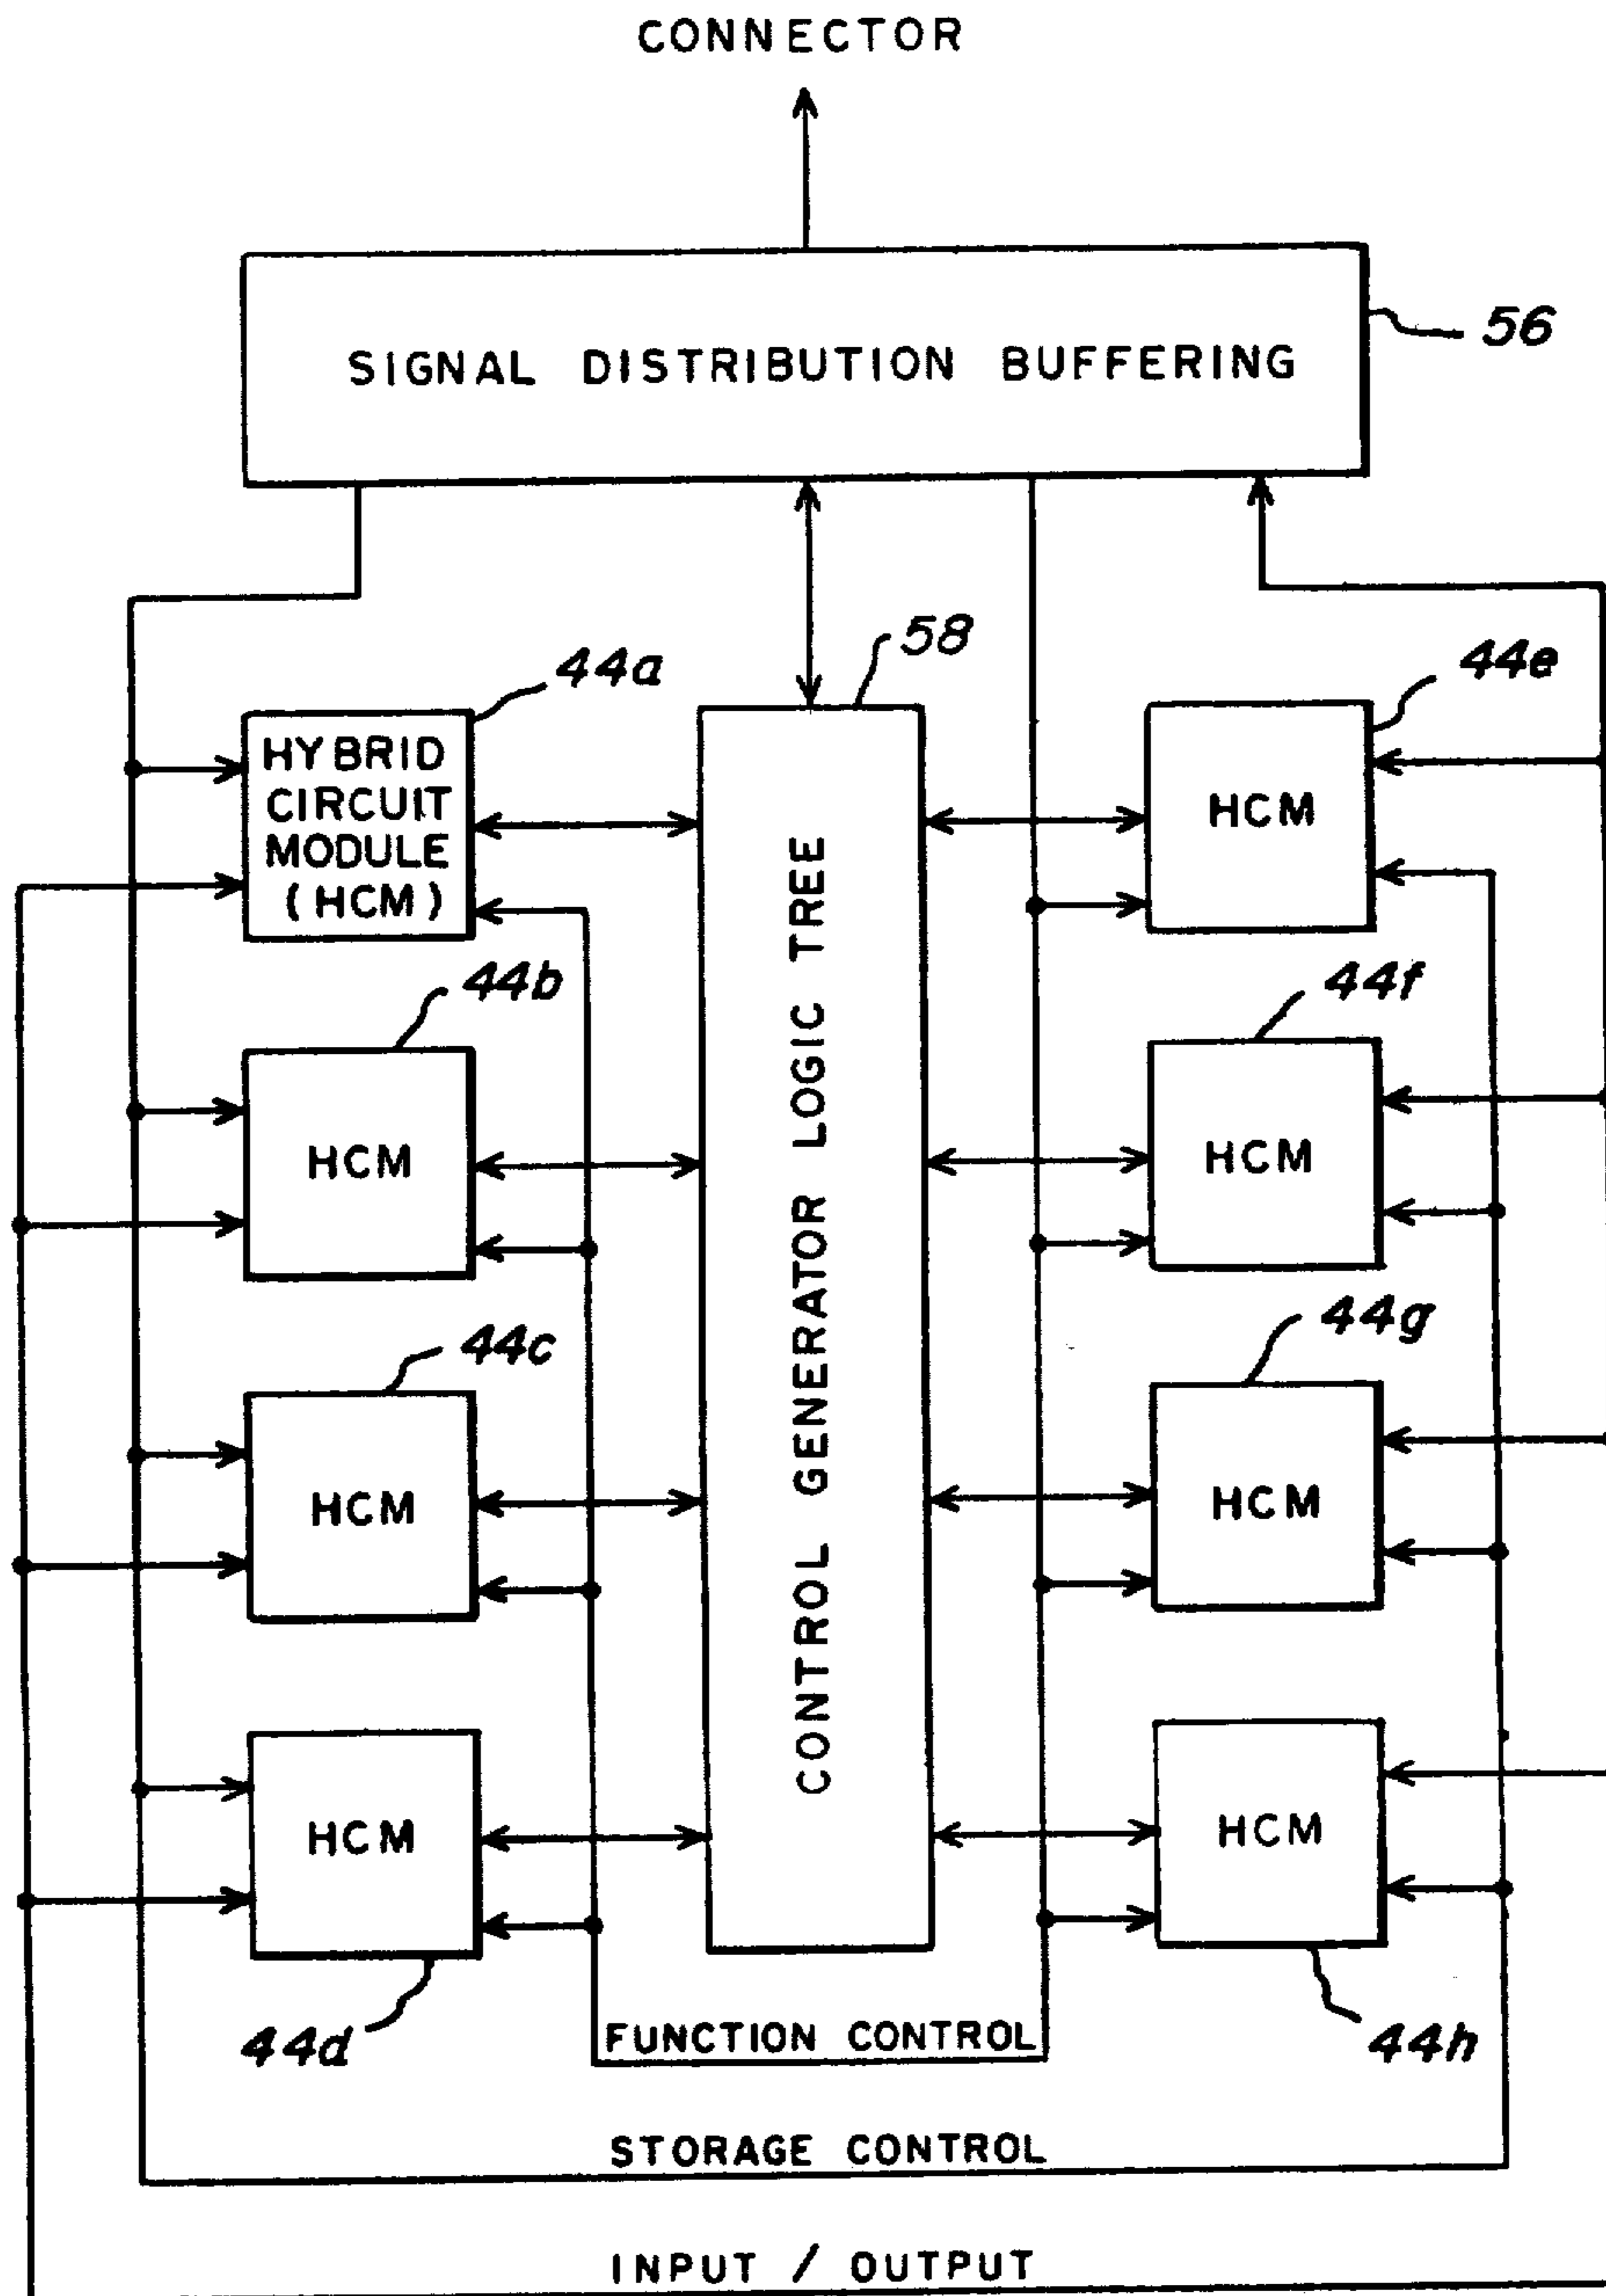 CONNECTOR
SIGNAL DISTRIBUTION BUFFERING
56
58
44a
44e
HYBRID
CIRCUIT
MODULE
(HCM)
HCM
44b
44f
HCM
HCM
CONTROL GENERATOR LOGIC TREE
44c
44g
HCM
HCM
HCM
HCM
44d
44h
FUNCTION CONTROL
STORAGE CONTROL
INPUT / OUTPUT